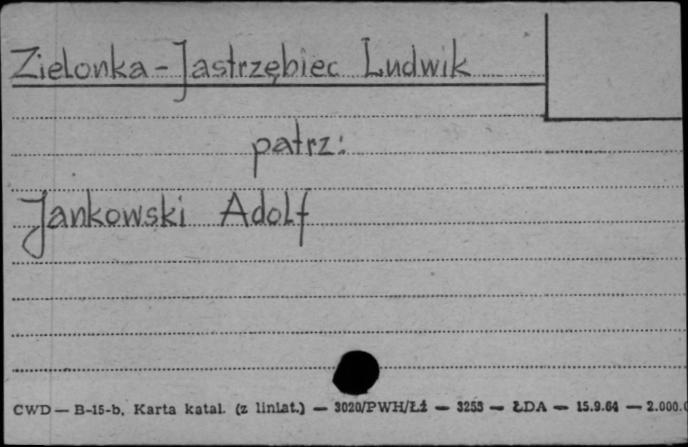 Zielonka-Jastrzębiec Ludwik
patrz:
Jankowski Adolf
CWD — B-15-b, Karta katal. (z liniat.) — 3020/PWH/Łź — 3253 — ŁDA — 15.9.64 — 2.000.